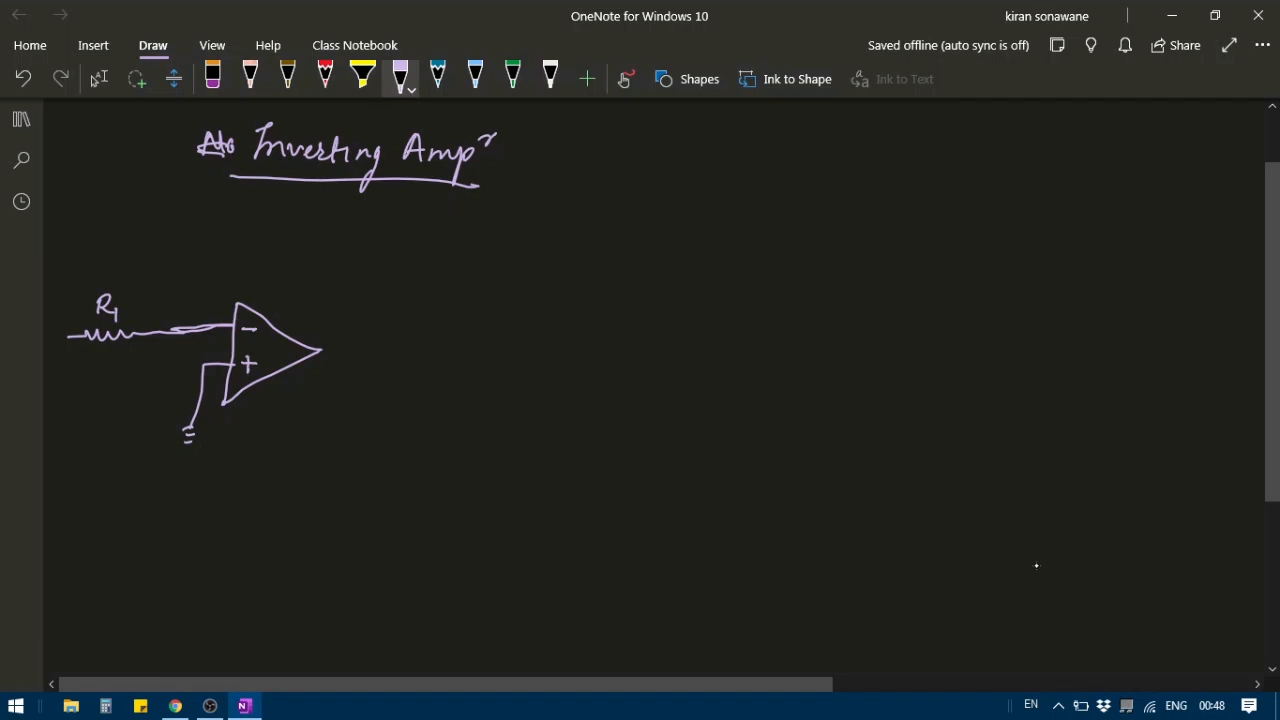 OneNote for Windows 10
kiran sonawane
Home Insert Draw View Help Class Notebook
Saved offline (auto sync is off)
Share
Shapes
Ink to Shape
Ink to Text
Inverting Ampr
R1
-
+
EN
ENG
00:48